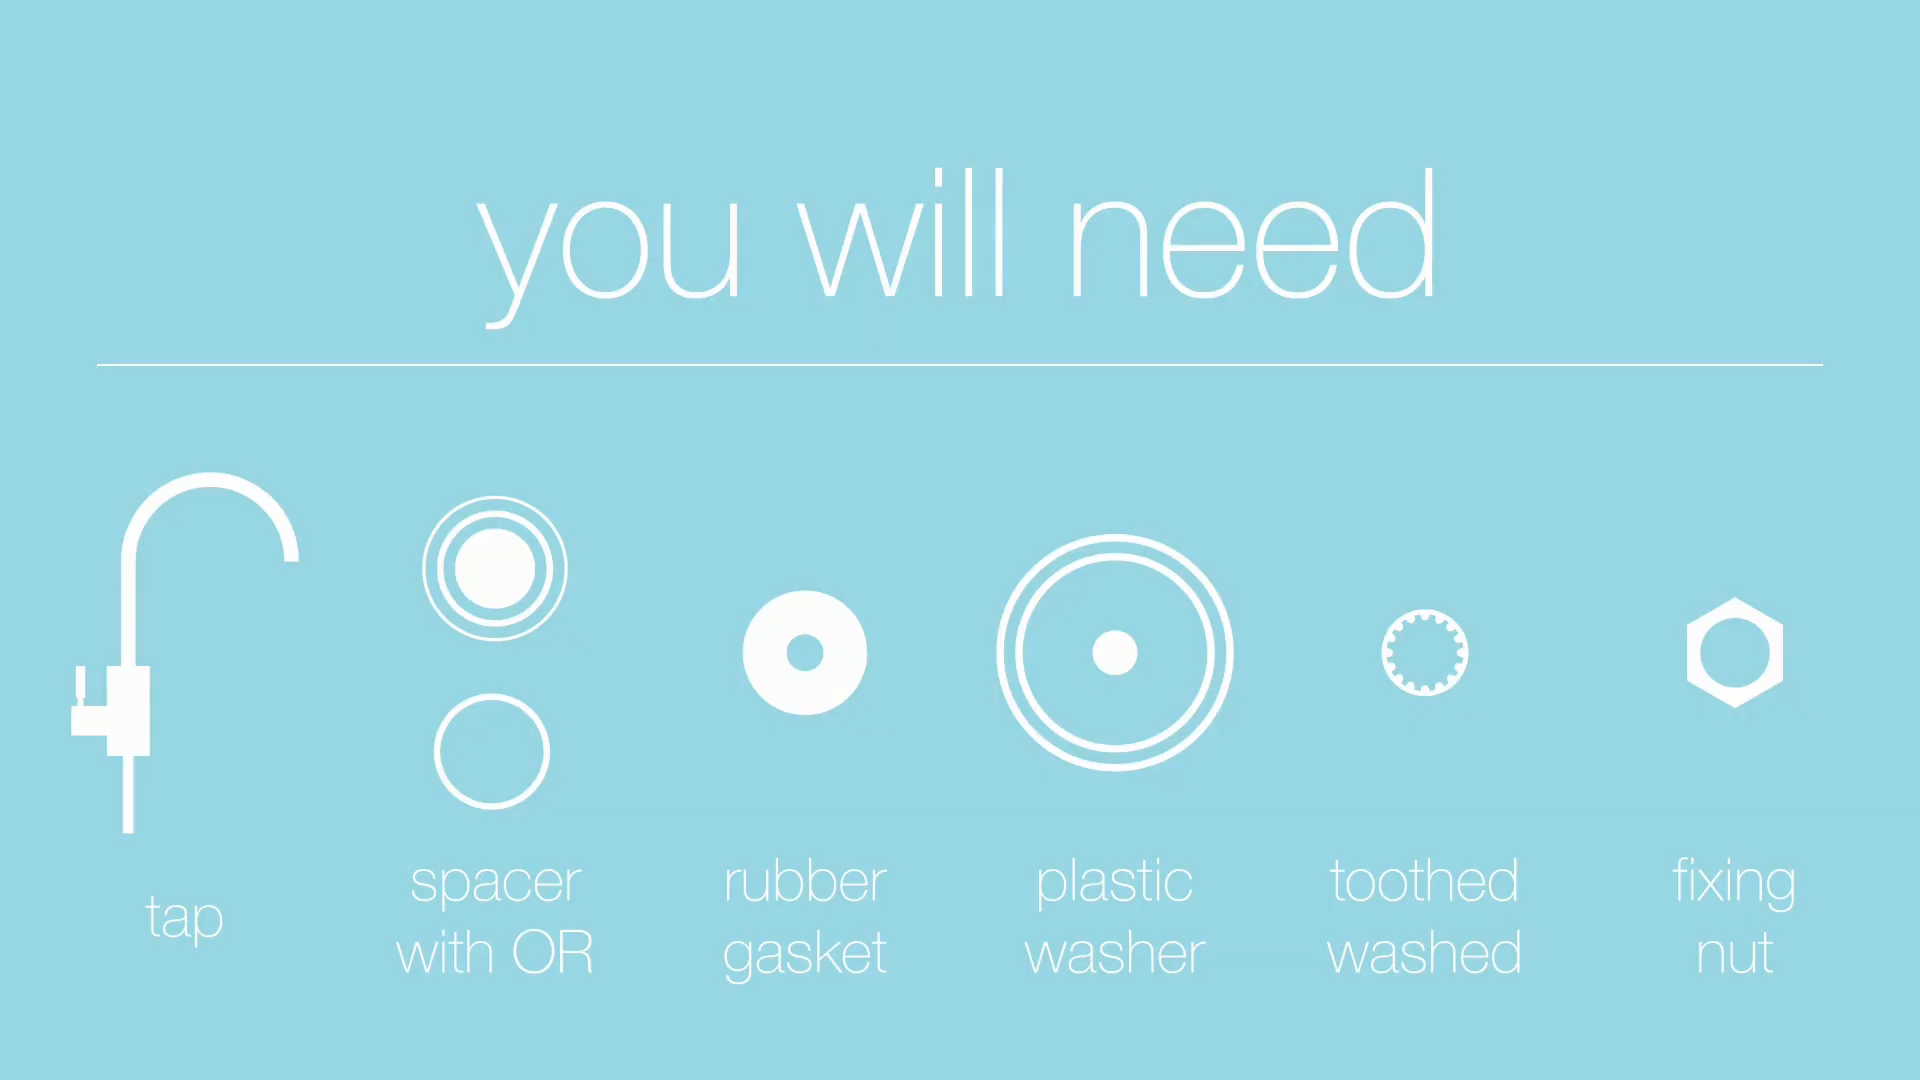 you will need
tap
spacer
with OR
rubber
gasket
plastic
washer
toothed
washed
fixing
nut